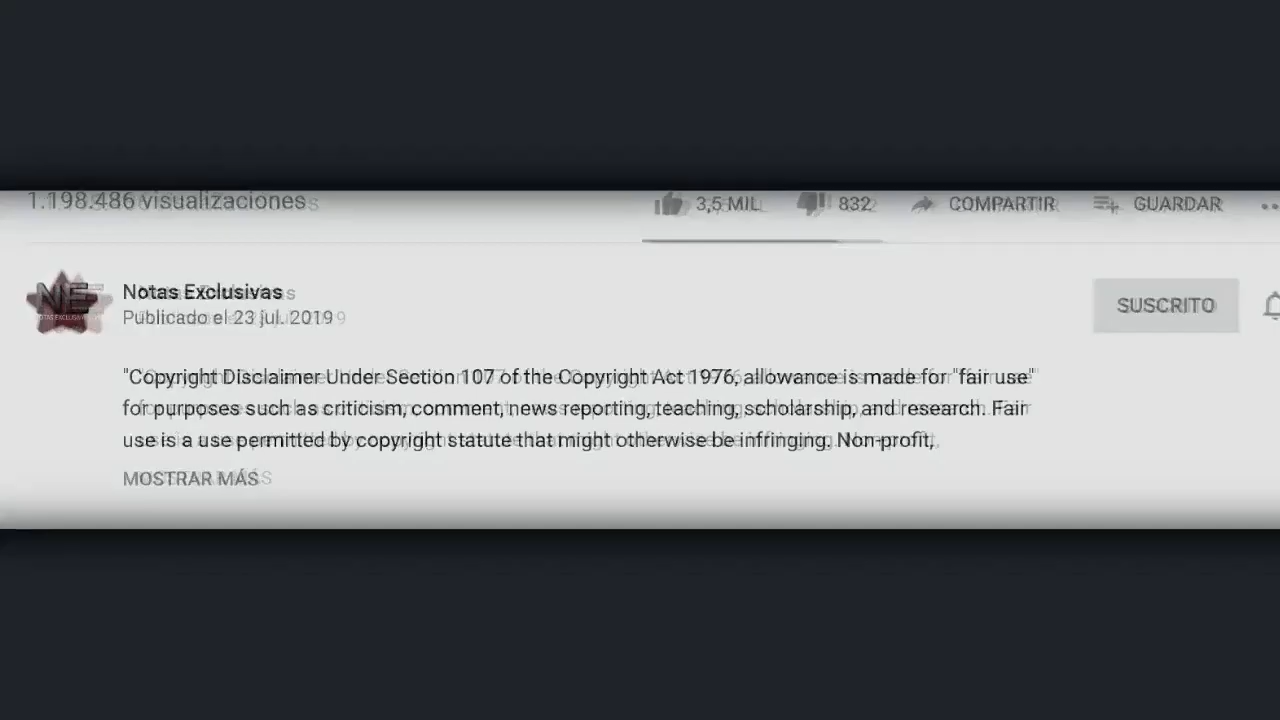 1.198.486 visualizaciones
3,5 MIL 832 COMPARTIR GUARDAR
NE
NOTAS EXCLUSIVAS
Notas Exclusivas
Publicado el 23 jul. 2019
SUSCRITO
"Copyright Disclaimer Under Section 107 of the Copyright Act 1976, allowance is made for "fair use"
for purposes such as criticism, comment, news reporting, teaching, scholarship, and research. Fair
use is a use permitted by copyright statute that might otherwise be infringing. Non-profit,
MOSTRAR MÁS